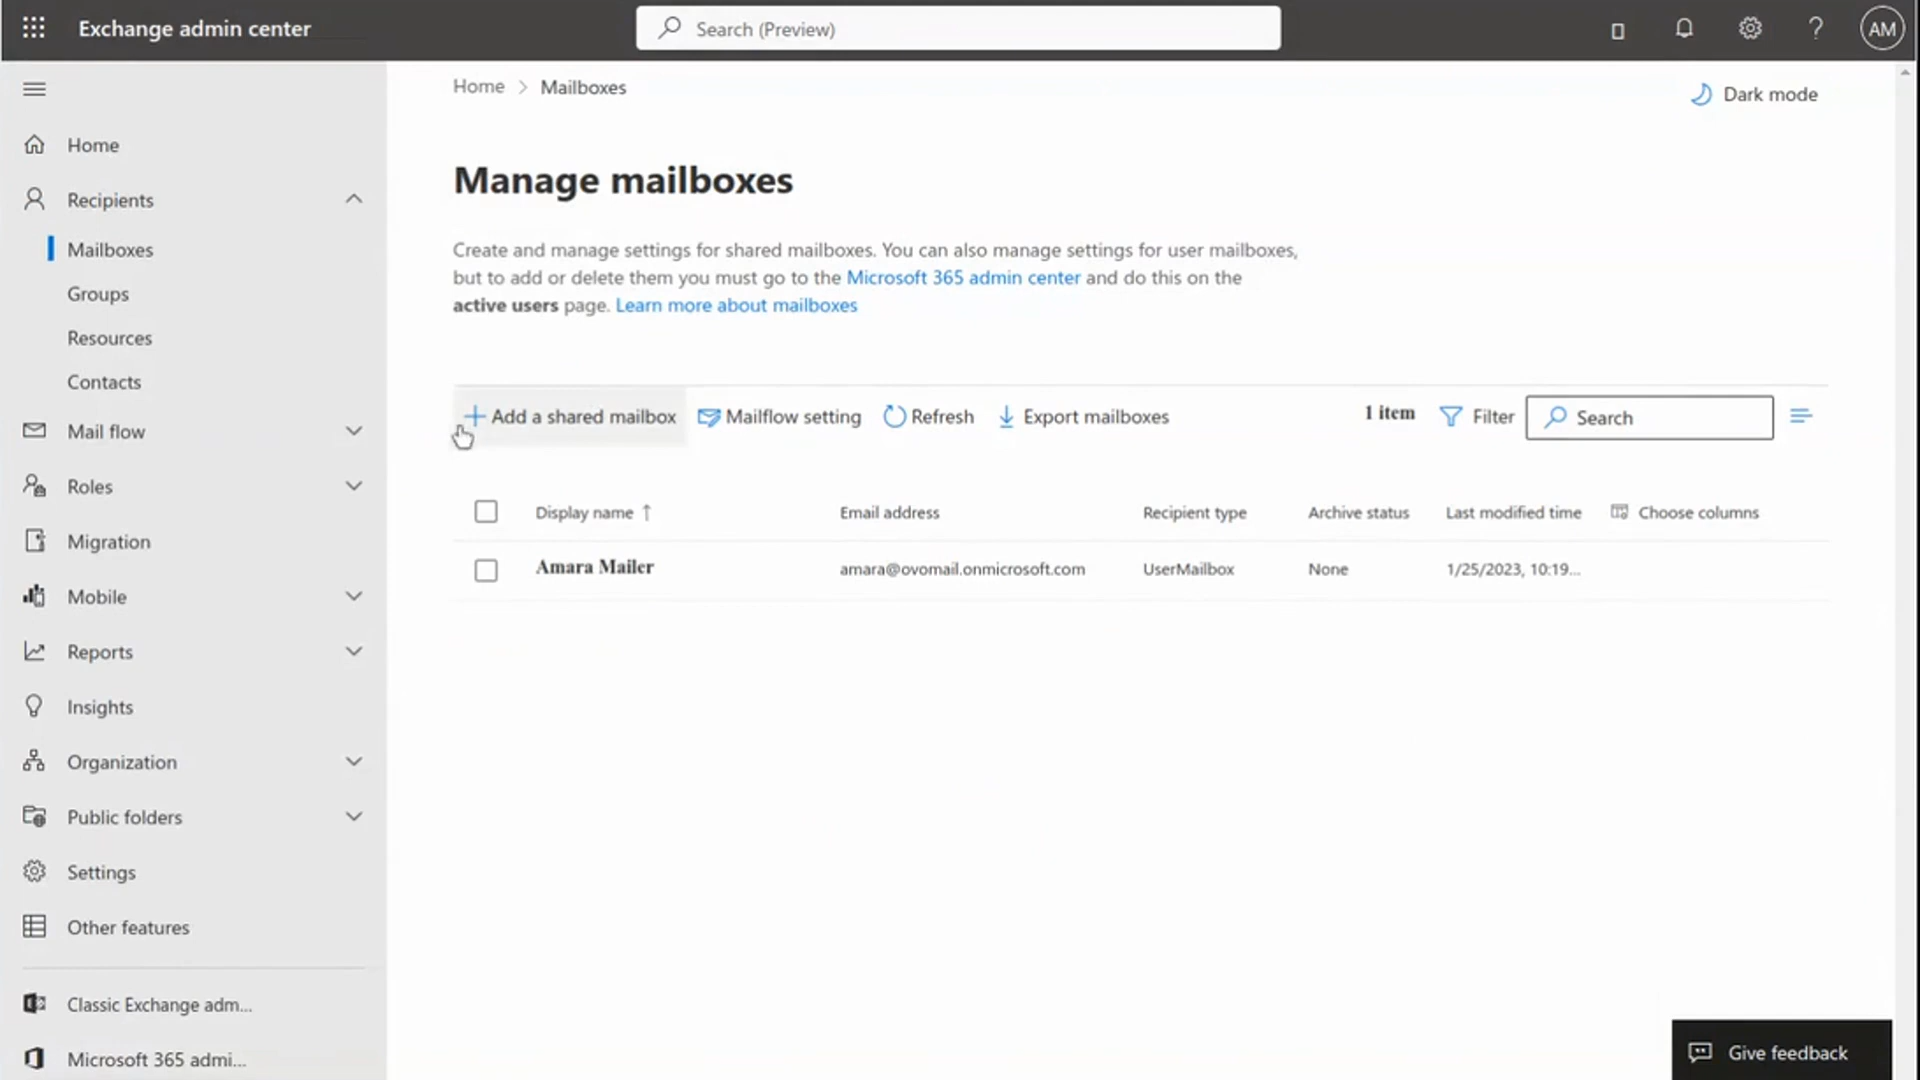 Exchange admin center
Search (Preview)
AM
Home
Recipients
Mailboxes
Groups
Resources
Contacts
Mail flow
Roles
Migration
Mobile
Reports
Insights
Organization
Public folders
Settings
Other features
Classic Exchange adm...
Microsoft 365 admi...
Home > Mailboxes
Dark mode
Manage mailboxes
Create and manage settings for shared mailboxes. You can also manage settings for user mailboxes,
but to add or delete them you must go to the Microsoft 365 admin center and do this on the
active users page. Learn more about mailboxes
Add a shared mailbox Mailflow setting Refresh Export mailboxes 1 item Filter Search
Display name ↑ Email address Recipient type Archive status Last modified time Choose columns
Amara Mailer amara@ovomail.onmicrosoft.com UserMailbox None 1/25/2023, 10:19...
Give feedback